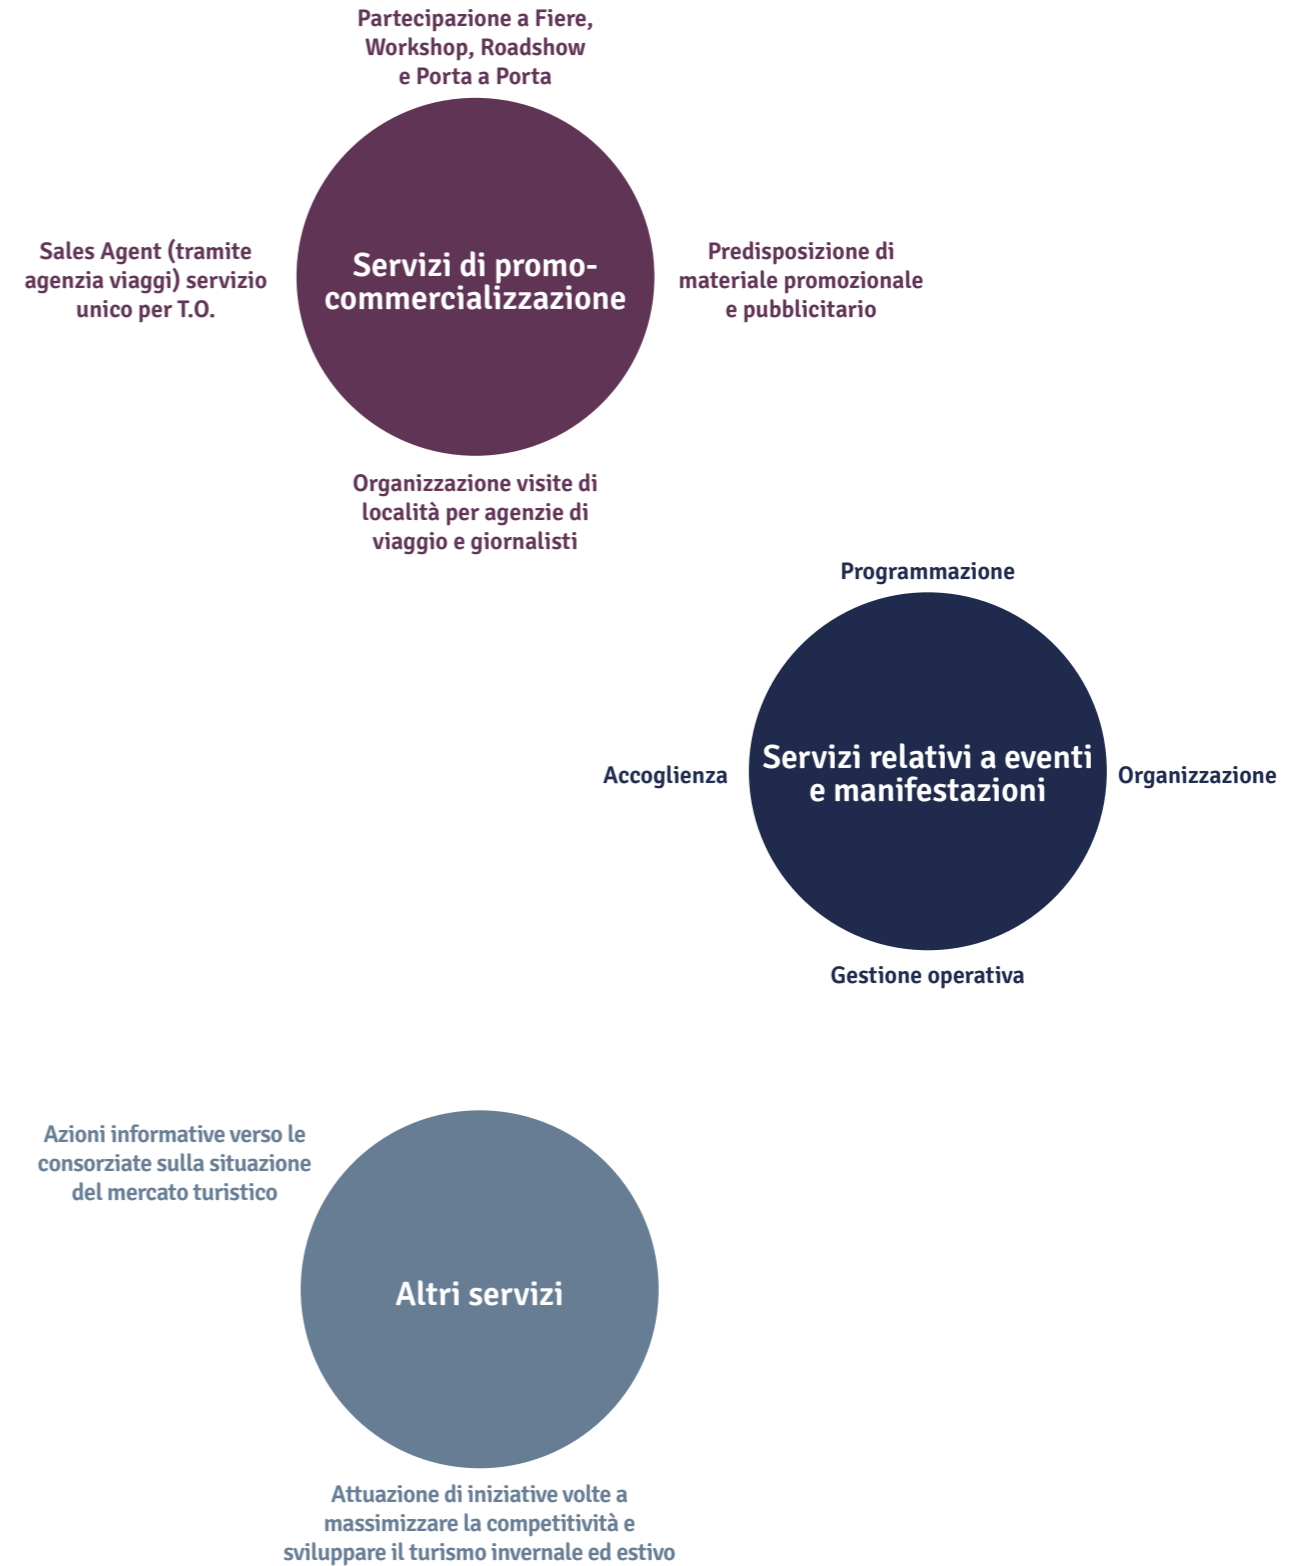 Partecipazione a Fiere,
Workshop, Roadshow
e Porta a Porta
Sales Agent (tramite
agenzia viaggi) servizio
unico per T.O.
Servizi di promo-
commercializzazione
Predisposizione di
materiale promozionale
e pubblicitario
Organizzazione visite di
località per agenzie di
viaggio e giornalisti
Programmazione
Accoglienza
Servizi relativi a eventi
e manifestazioni
Organizzazione
Gestione operativa
Azioni informative verso le
consorziate sulla situazione
del mercato turistico
Altri servizi
Attuazione di iniziative volte a
massimizzare la competitività e
sviluppare il turismo invernale ed estivo